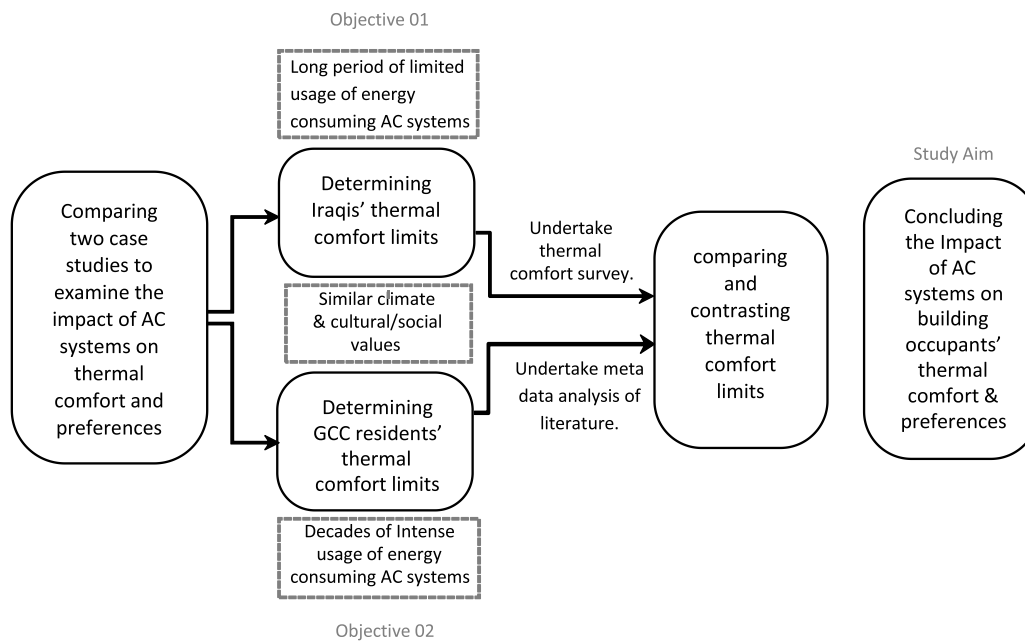 Objective 01
Long period of limited
usage of energy
consuming AC systems
Study Aim
Comparing
two case
studies to
examine the
impact of AC
systems on
thermal
comfort and
preferences
Determining
Iraqis’ thermal
comfort limits
Undertake
thermal
comfort survey.
Similar climate
& cultural/social
values
Undertake meta
data analysis of
literature.
Determining
GCC residents’
thermal
comfort limits
Decades of Intense
usage of energy
consuming AC systems
Objective 02
comparing
and
contrasting
thermal
comfort
limits
Concluding
the Impact
of AC
systems on
building
occupants’
thermal
comfort &
preferences